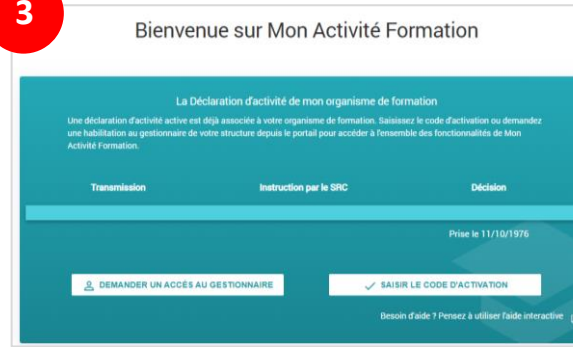 3
Bienvenue sur Mon Activité Formation
La Déclaration d'activité de mon organisme de formation
Une déclaration d'activité active est déjà associée à votre organisme de formation. Saisissez le code d'activation ou demandez
une habilitation au gestionnaire de votre structure depuis le portail pour accéder à l'ensemble des fonctionnalités de Mon
Activité Formation.
Transmission Instruction par le SRC Décision
Prise le 11/10/1976
DEMANDER UN ACCÈS AU GESTIONNAIRE SAISIR LE CODE D'ACTIVATION
Besoin d'aide ? Pensez à utiliser l'aide interactive